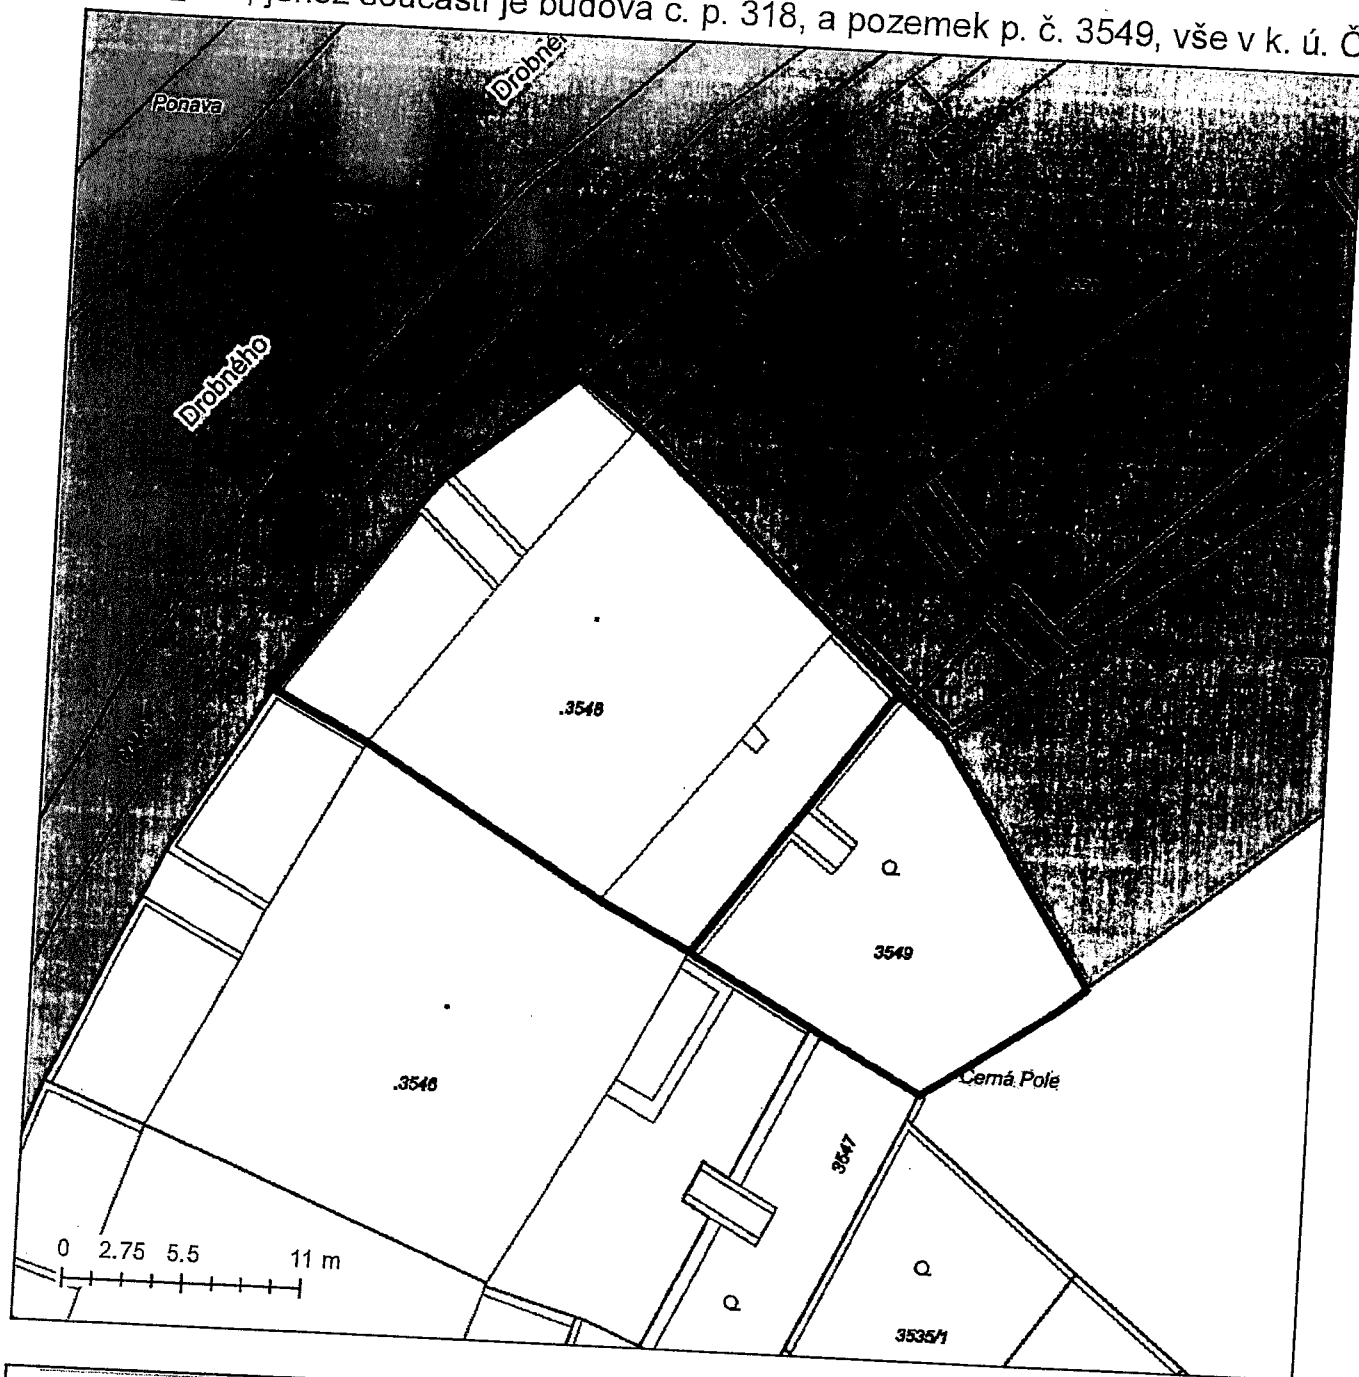 jehož součástí je budova č. p. 318, a pozemek p. č. 3549, vše v k. ú. Č
Ponava
Drobného
Drobného
.3548
3549
.3546
Černá Pole
3547
0 2.75 5.5 11 m
3535/1